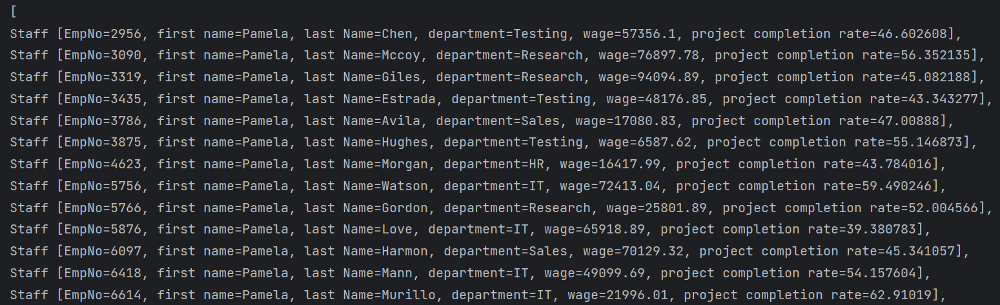 [
Staff [EmpNo=2956, first name=Pamela, last Name=Chen, department=Testing, wage=57356.1, project completion rate=46.602608],
Staff [EmpNo=3090, first name=Pamela, last Name=Mccoy, department=Research, wage=76897.78, project completion rate=56.352135],
Staff [EmpNo=3319, first name=Pamela, last Name=Giles, department=Research, wage=94094.89, project completion rate=45.082188],
Staff [EmpNo=3435, first name=Pamela, last Name=Estrada, department=Testing, wage=48176.85, project completion rate=43.343277],
Staff [EmpNo=3786, first name=Pamela, last Name=Avila, department=Sales, wage=17080.83, project completion rate=47.00888],
Staff [EmpNo=3875, first name=Pamela, last Name=Hughes, department=Testing, wage=6587.62, project completion rate=55.146873],
Staff [EmpNo=4623, first name=Pamela, last Name=Morgan, department=HR, wage=16417.99, project completion rate=43.784016],
Staff [EmpNo=5756, first name=Pamela, last Name=Watson, department=IT, wage=72413.04, project completion rate=59.490246],
Staff [EmpNo=5766, first name=Pamela, last Name=Gordon, department=Research, wage=25801.89, project completion rate=52.004566],
Staff [EmpNo=5876, first name=Pamela, last Name=Love, department=IT, wage=65918.89, project completion rate=39.380783],
Staff [EmpNo=6097, first name=Pamela, last Name=Harmon, department=Sales, wage=70129.32, project completion rate=45.341057],
Staff [EmpNo=6418, first name=Pamela, last Name=Mann, department=IT, wage=49099.69, project completion rate=54.157604],
Staff [EmpNo=6614, first name=Pamela, last Name=Murillo, department=IT, wage=21996.01, project completion rate=62.91019],